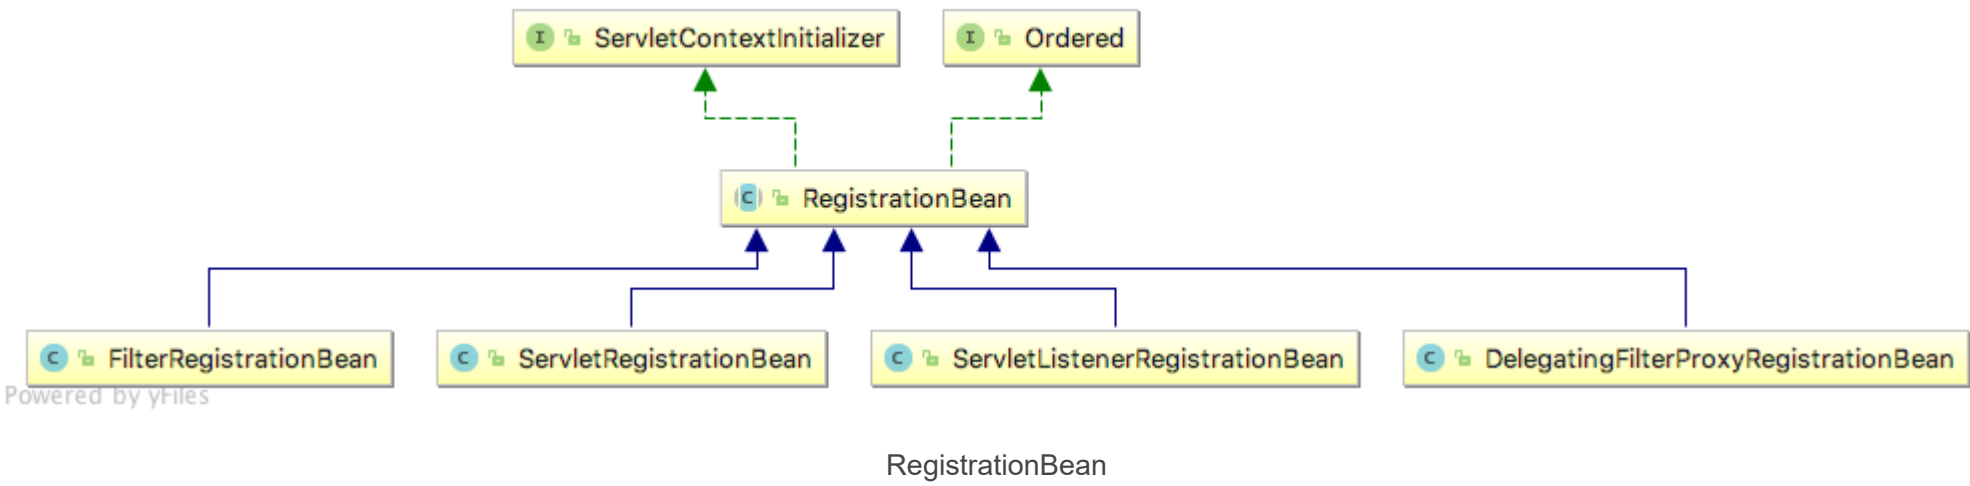 I ServletContextInitializer
I Ordered
C RegistrationBean
C FilterRegistrationBean
C ServletRegistrationBean
C ServletListenerRegistrationBean
C DelegatingFilterProxyRegistrationBean
Powered by yFiles
RegistrationBean